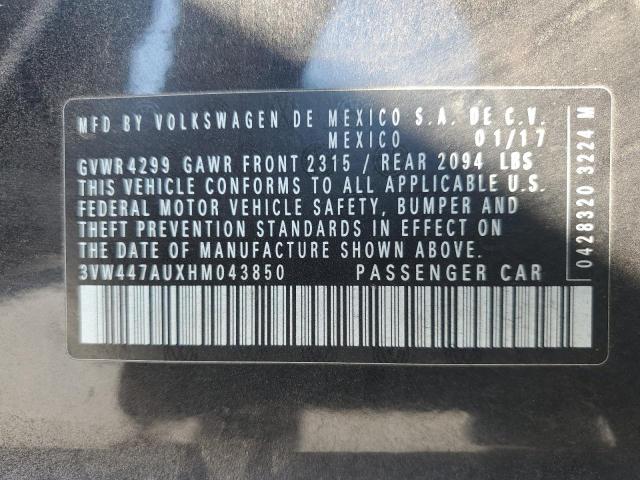 MFD BY VOLKSWAGEN DE MEXICO S.A. DE C.V.
MEXICO 01/17
GVWR 4299 GAWR FRONT 2315 / REAR 2094 LBS
THIS VEHICLE CONFORMS TO ALL APPLICABLE U.S.
FEDERAL MOTOR VEHICLE SAFETY, BUMPER AND
THEFT PREVENTION STANDARDS IN EFFECT ON
THE DATE OF MANUFACTURE SHOWN ABOVE.
3VW447AUXHM043850 PASSENGER CAR
0428320 3224 M